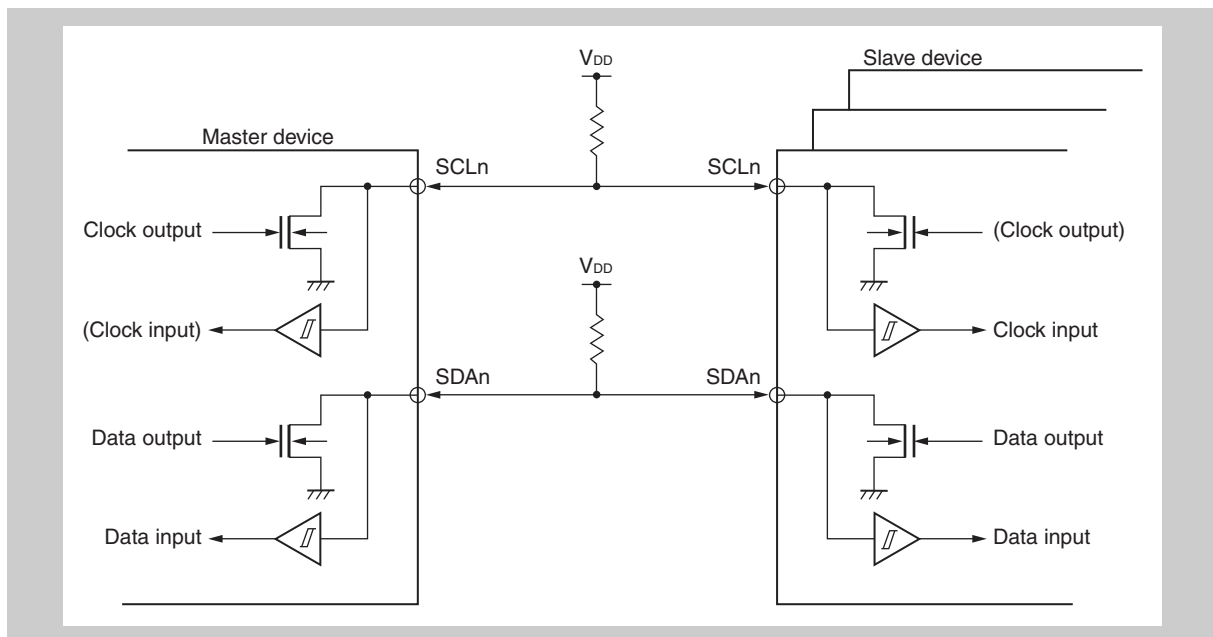 VDD
Slave device
Master device
SCLn
SCLn
Clock output
(Clock output)
VDD
(Clock input)
Clock input
SDAn
SDAn
Data output
Data output
Data input
Data input